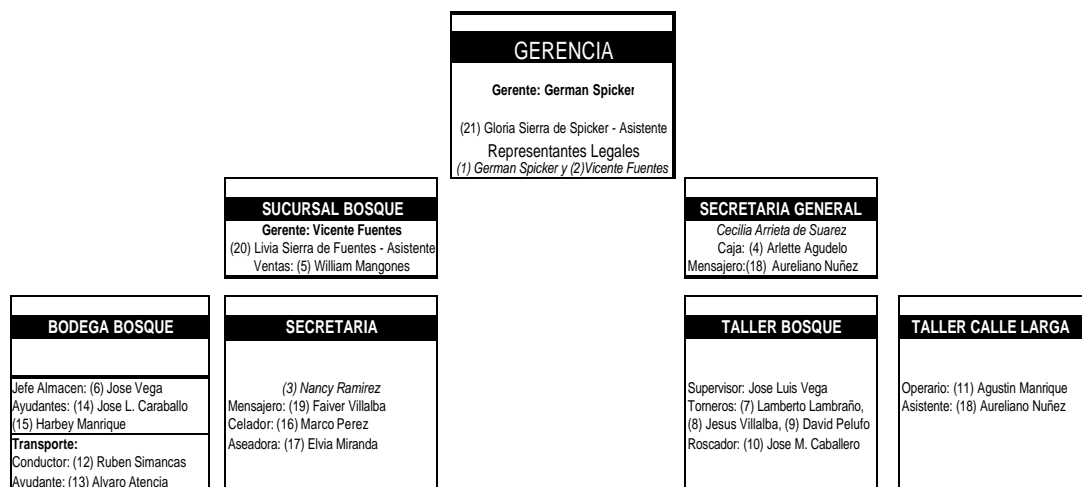 GERENCIA
Gerente: German Spicker
(21) Gloria Sierra de Spicker - Asistente
Representantes Legales
(1) German Spicker y (2)Vicente Fuentes
SUCURSAL BOSQUE
Gerente: Vicente Fuentes
(20) Livia Sierra de Fuentes - Asistente
Ventas: (5) William Mangones
SECRETARIA GENERAL
Cecilia Arrieta de Suarez
Caja: (4) Arlette Agudelo
Mensajero:(18) Aureliano Nuñez
BODEGA BOSQUE
Jefe Almacen: (6) Jose Vega
Ayudantes: (14) Jose L. Caraballo
(15) Harbey Manrique
Transporte:
Conductor: (12) Ruben Simancas
Ayudante: (13) Alvaro Atencia
SECRETARIA
(3) Nancy Ramirez
Mensajero: (19) Faiver Villalba
Celador: (16) Marco Perez
Aseadora: (17) Elvia Miranda
TALLER BOSQUE
Supervisor: Jose Luis Vega
Torneros: (7) Lamberto Lambraño,
(8) Jesus Villalba, (9) David Pelufo
Roscador: (10) Jose M. Caballero
TALLER CALLE LARGA
Operario: (11) Agustin Manrique
Asistente: (18) Aureliano Nuñez